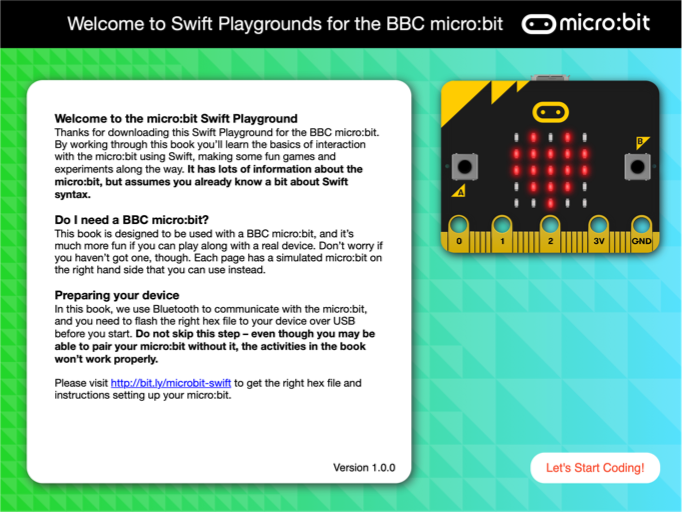 Welcome to Swift Playgrounds for the BBC micro:bit
micro:bit
Welcome to the micro:bit Swift Playground
Thanks for downloading this Swift Playground for the BBC micro:bit.
By working through this book you'll learn the basics of interaction
with the micro:bit using Swift, making some fun games and
experiments along the way. It has lots of information about the
micro:bit, but assumes you already know a bit about Swift
syntax.
Do I need a BBC micro:bit?
This book is designed to be used with a BBC micro:bit, and it's
much more fun if you can play along with a real device. Don't worry if
you haven't got one, though. Each page has a simulated micro:bit on
the right hand side that you can use instead.
Preparing your device
In this book, we use Bluetooth to communicate with the micro:bit,
and you need to flash the right hex file to your device over USB
before you start. Do not skip this step – even though you may be
able to pair your micro:bit without it, the activities in the book
won't work properly.
Please visit http://bit.ly/microbit-swift to get the right hex file and
instructions setting up your micro:bit.
Version 1.0.0
B
A
0 1 2 3V GND
Let's Start Coding!